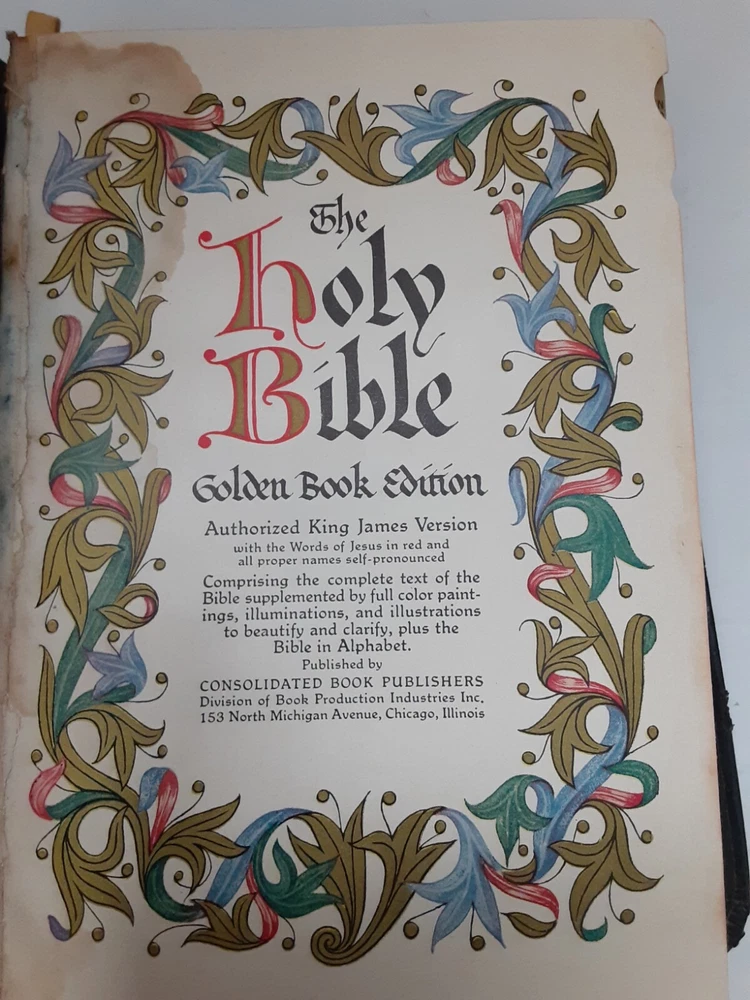 The
Holy
Bible
Golden Book Edition
Authorized King James Version
with the Words of Jesus in red and
all proper names self-pronounced
Comprising the complete text of the
Bible supplemented by full color paint-
ings, illuminations, and illustrations
to beautify and clarify, plus the
Bible in Alphabet.
Published by
CONSOLIDATED BOOK PUBLISHERS
Division of Book Production Industries Inc.
153 North Michigan Avenue, Chicago, Illinois